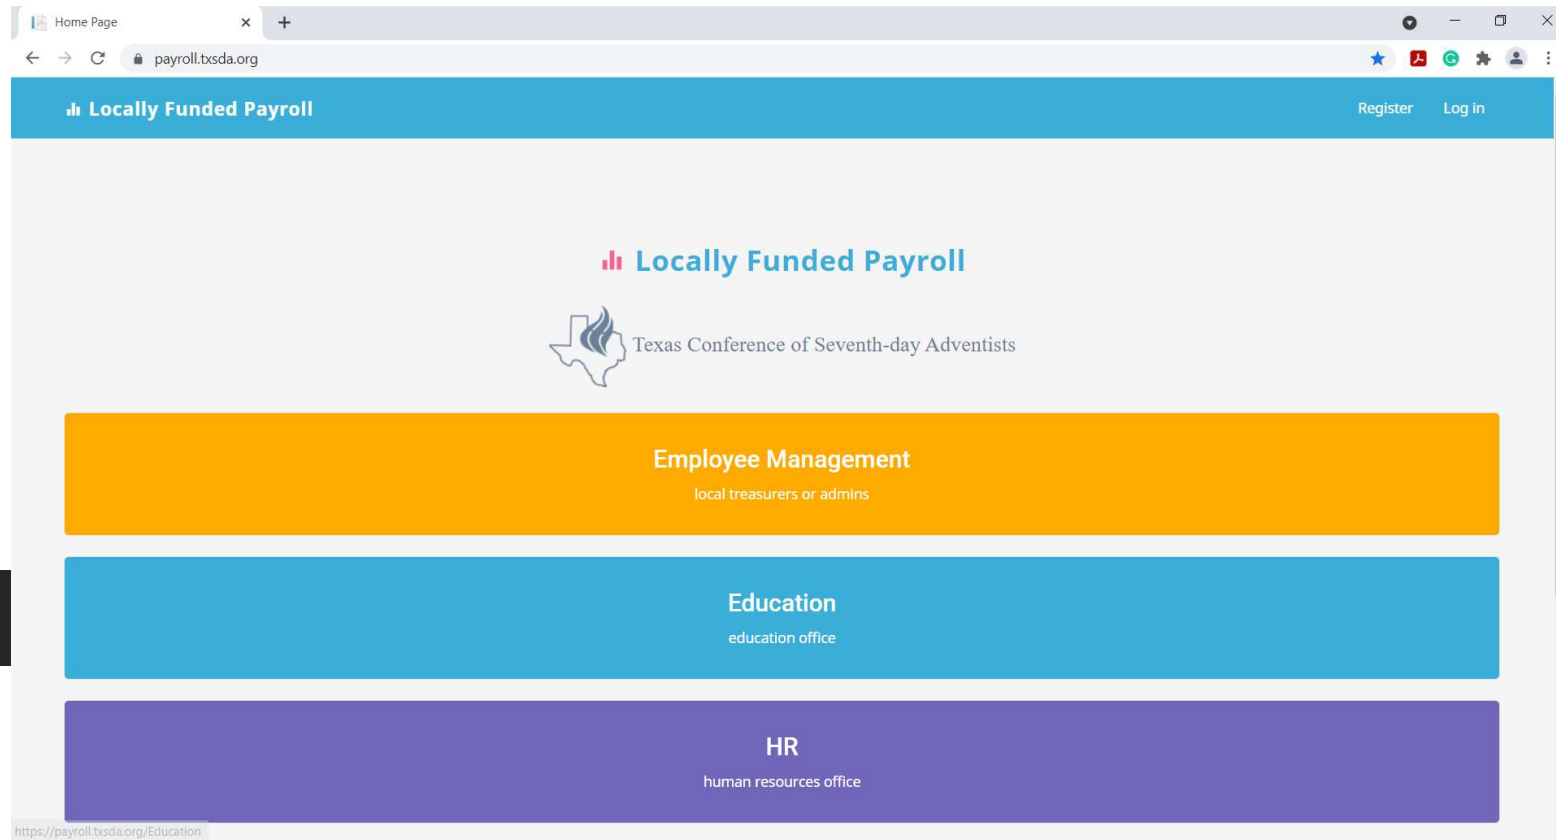 Home Page
payroll.txsda.org
Locally Funded Payroll
Register
Log in
Locally Funded Payroll
Texas Conference of Seventh-day Adventists
Employee Management
local treasurers or admins
Education
education office
HR
human resources office
https://payroll.txsda.org/Education